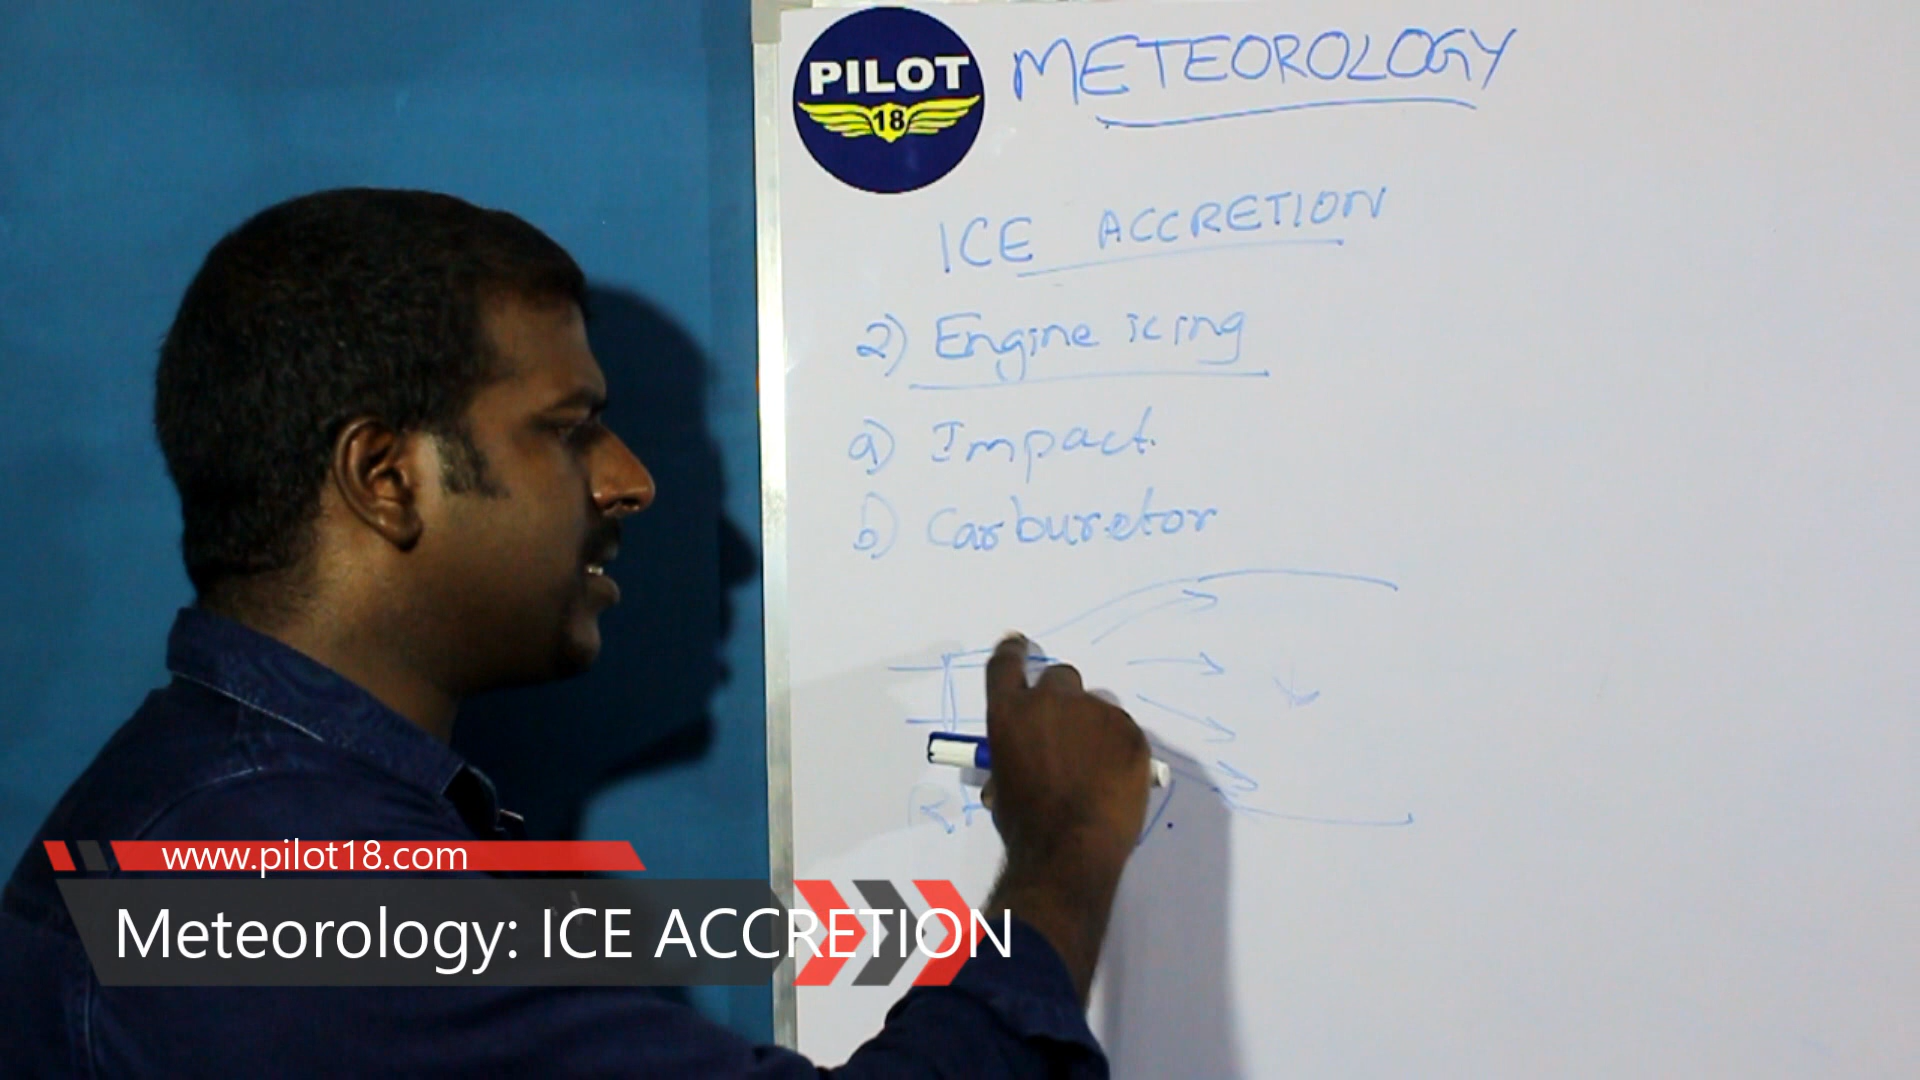 PILOT
18
METEOROLOGY
ICE ACCRETION
2) Engine icing
a) Impact
b) Carburetor
www.pilot18.com
Meteorology: ICE ACCRETION